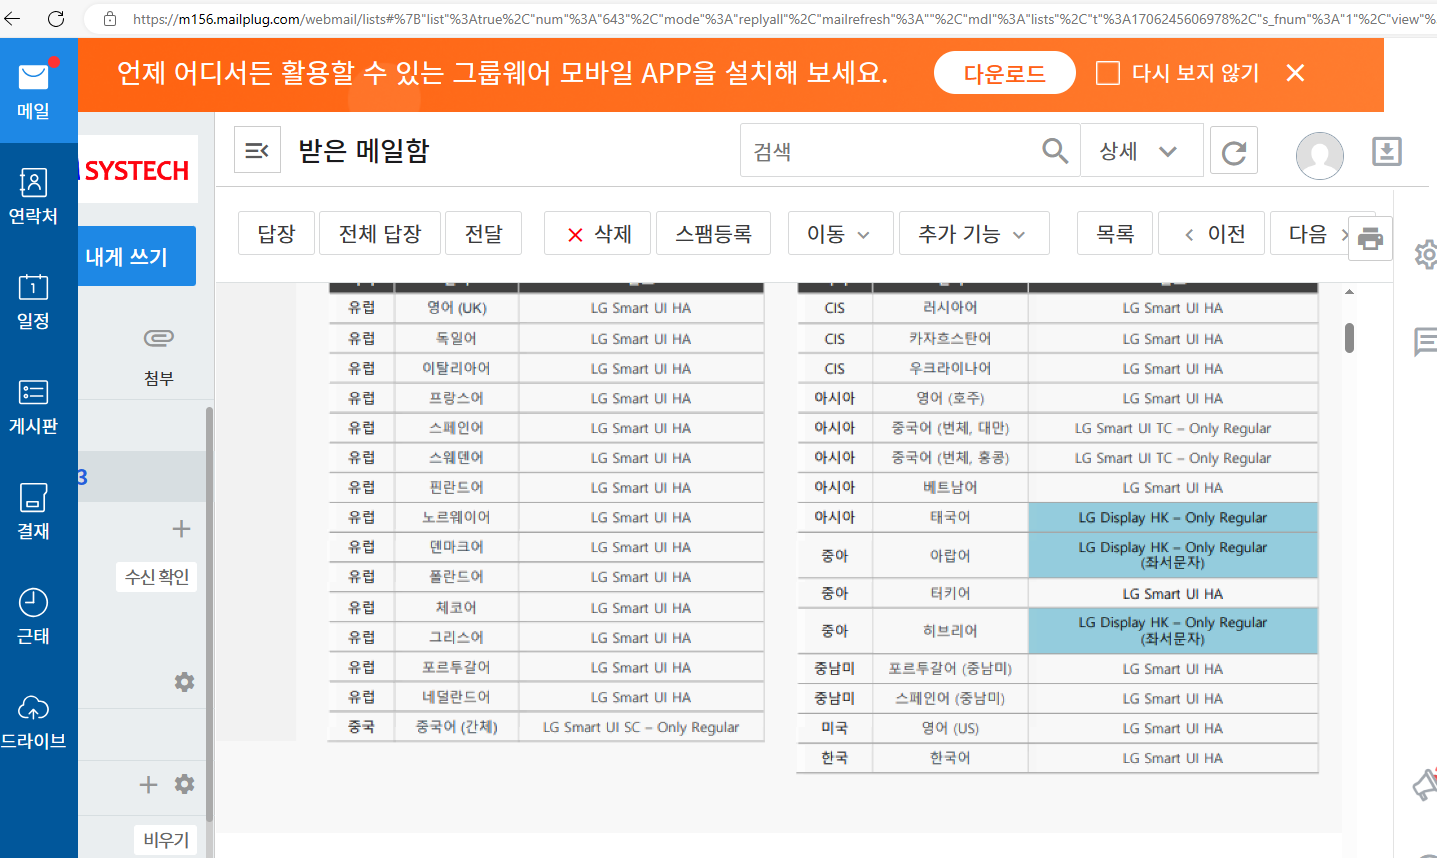 https://m156.mailplug.com/webmail/lists#%7B"list"%3Atrue%2C"num"%3A"643"%2C"mode"%3A"replyall"%2C"mailrefresh"%3A""%2C"mdl"%3A"lists"%2C"t"%3A1706245606978%2C"s_fnum"%3A"1"%2C"view"%
언제 어디서든 활용할 수 있는 그룹웨어 모바일 APP을 설치해 보세요. 다운로드 다시 보지 않기
메일
연락처
일정
1
게시판
결재
근태
드라이브
SYSTECH
내게 쓰기
첨부
3
수신 확인
비우기
받은 메일함 검색 상세
답장 전체 답장 전달 삭제 스팸등록 이동 추가 기능 목록 이전 다음
유럽 영어 (UK) LG Smart UI HA
유럽 독일어 LG Smart UI HA
유럽 이탈리아어 LG Smart UI HA
유럽 프랑스어 LG Smart UI HA
유럽 스페인어 LG Smart UI HA
유럽 스웨덴어 LG Smart UI HA
유럽 핀란드어 LG Smart UI HA
유럽 노르웨이어 LG Smart UI HA
유럽 덴마크어 LG Smart UI HA
유럽 폴란드어 LG Smart UI HA
유럽 체코어 LG Smart UI HA
유럽 그리스어 LG Smart UI HA
유럽 포르투갈어 LG Smart UI HA
유럽 네덜란드어 LG Smart UI HA
중국 중국어 (간체) LG Smart UI SC – Only Regular
CIS 러시아어 LG Smart UI HA
CIS 카자흐스탄어 LG Smart UI HA
CIS 우크라이나어 LG Smart UI HA
아시아 영어 (호주) LG Smart UI HA
아시아 중국어 (번체, 대만) LG Smart UI TC – Only Regular
아시아 중국어 (번체, 홍콩) LG Smart UI TC – Only Regular
아시아 베트남어 LG Smart UI HA
아시아 태국어 LG Display HK – Only Regular
중아 아랍어 LG Display HK – Only Regular
(좌서문자)
중아 터키어 LG Smart UI HA
중아 히브리어 LG Display HK – Only Regular
(좌서문자)
중남미 포르투갈어 (중남미) LG Smart UI HA
중남미 스페인어 (중남미) LG Smart UI HA
미국 영어 (US) LG Smart UI HA
한국 한국어 LG Smart UI HA